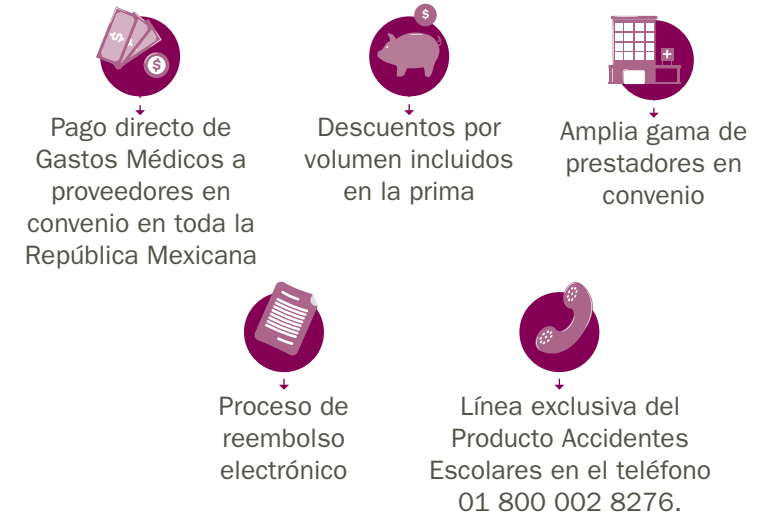 Pago directo de
Gastos Médicos a
proveedores en
convenio en toda la
República Mexicana
Descuentos por
volumen incluidos
en la prima
Amplia gama de
prestadores en
convenio
Proceso de
reembolso
electrónico
Línea exclusiva del
Producto Accidentes
Escolares en el teléfono
01 800 002 8276.